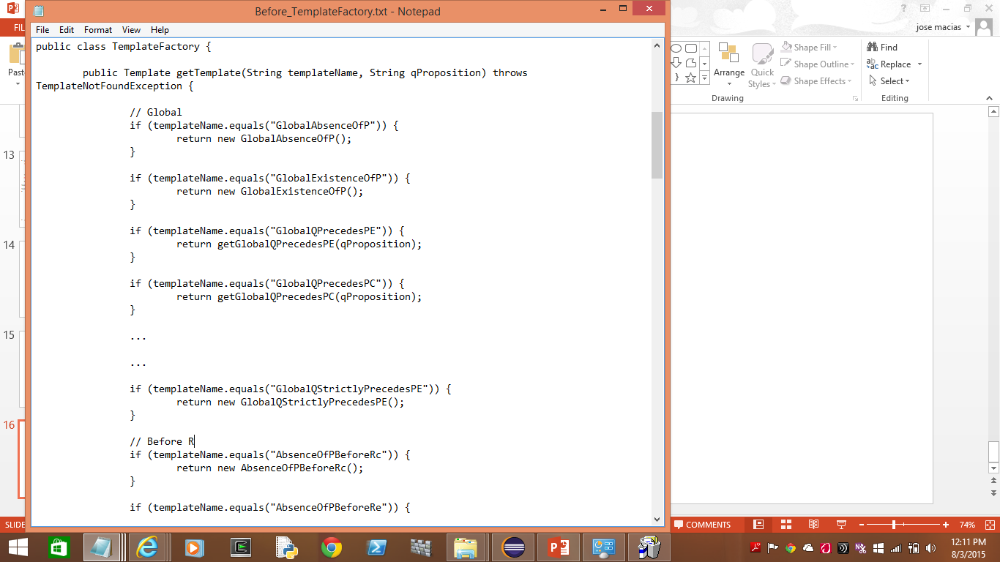 Before_TemplateFactory.txt - Notepad
File Edit Format View Help
public class TemplateFactory {
public Template getTemplate(String templateName, String qProposition) throws
TemplateNotFoundException {
// Global
if (templateName.equals("GlobalAbsenceOfP")) {
return new GlobalAbsenceOfP();
}
if (templateName.equals("GlobalExistenceOfP")) {
return new GlobalExistenceOfP();
}
if (templateName.equals("GlobalQPrecedesPE")) {
return getGlobalQPrecedesPE(qProposition);
}
if (templateName.equals("GlobalQPrecedesPC")) {
return getGlobalQPrecedesPC(qProposition);
}
...
...
if (templateName.equals("GlobalQStrictlyPrecedesPE")) {
return new GlobalQStrictlyPrecedesPE();
}
// Before R
if (templateName.equals("AbsenceOfPBeforeRc")) {
return new AbsenceOfPBeforeRc();
}
if (templateName.equals("AbsenceOfPBeforeRe")) {
FIL
Past
13
14
15
16
SLIDE
jose macias
Arrange
Quick
Styles
Shape Fill
Shape Outline
Shape Effects
Drawing
Find
Replace
Select
Editing
COMMENTS
74%
12:11 PM
8/3/2015